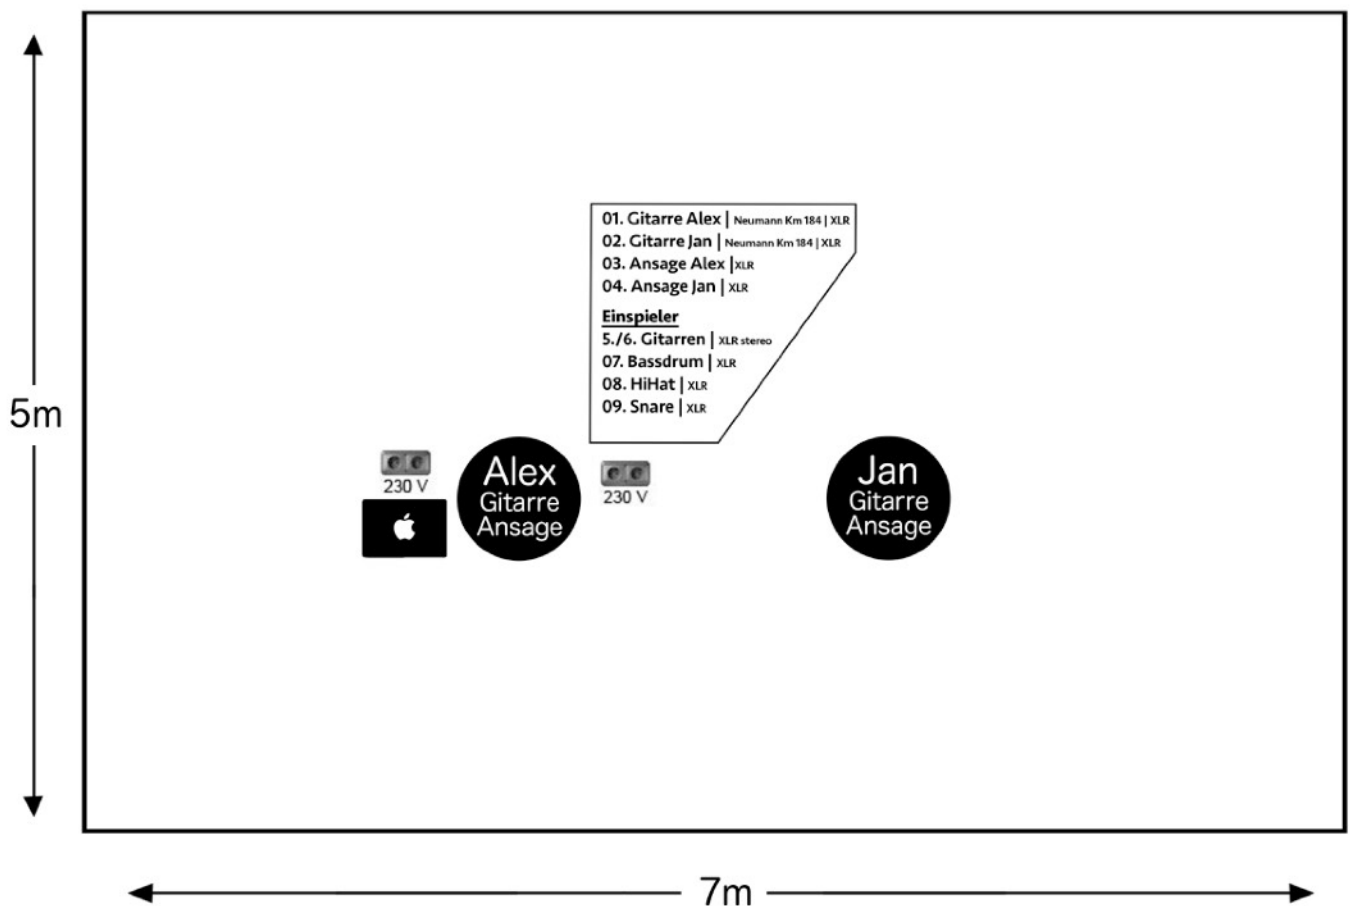 01. Gitarre Alex | Neumann Km 184 | XLR
02. Gitarre Jan | Neumann Km 184 | XLR
03. Ansage Alex |XLR
04. Ansage Jan | XLR
Einspieler
5./6. Gitarren | XLR stereo
07. Bassdrum | XLR
08. HiHat | XLR
09. Snare | XLR
5m
230 V
Alex
Gitarre
Ansage
230 V
Jan
Gitarre
Ansage
7m